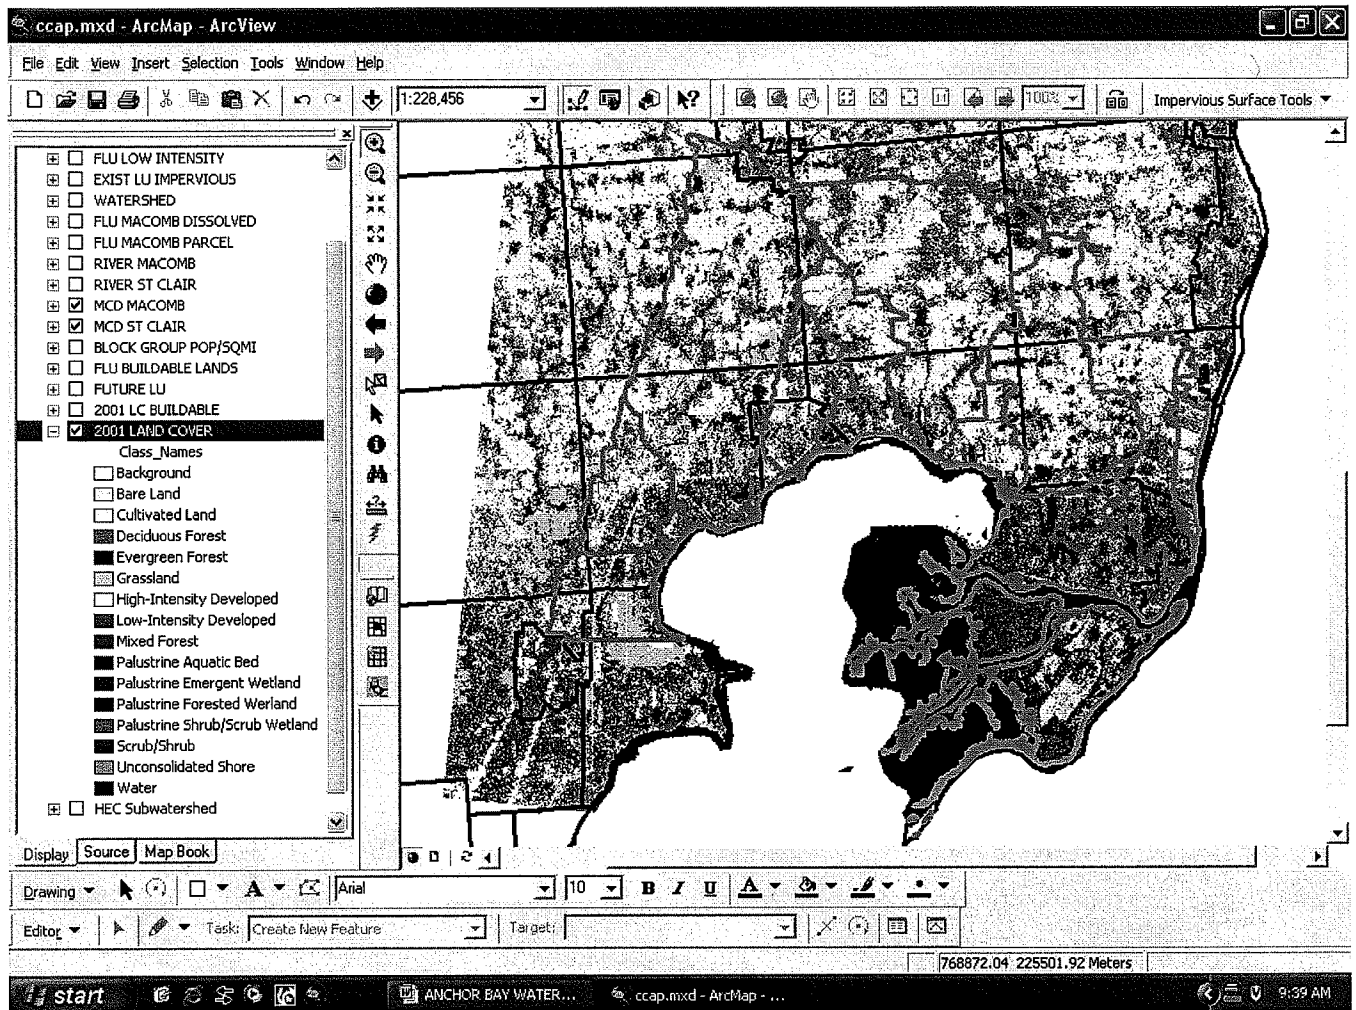 ccap.mxd - ArcMap - ArcView
File Edit View Insert Selection Tools Window Help
1:228,456 100% Impervious Surface Tools
FLU LOW INTENSITY
EXIST LU IMPERVIOUS
WATERSHED
FLU MACOMB DISSOLVED
FLU MACOMB PARCEL
RIVER MACOMB
RIVER ST CLAIR
MCD MACOMB
MCD ST CLAIR
BLOCK GROUP POP/SQMI
FLU BUILDABLE LANDS
FUTURE LU
2001 LC BUILDABLE
2001 LAND COVER
Class_Names
Background
Bare Land
Cultivated Land
Deciduous Forest
Evergreen Forest
Grassland
High-Intensity Developed
Low-Intensity Developed
Mixed Forest
Palustrine Aquatic Bed
Palustrine Emergent Wetland
Palustrine Forested Werland
Palustrine Shrub/Scrub Wetland
Scrub/Shrub
Unconsolidated Shore
Water
HEC Subwatershed
Display Source Map Book
Drawing A Arial 10 B I U A
Editor Task: Create New Feature Target:
768872.04 225501.92 Meters
start ANCHOR BAY WATER... ccap.mxd - ArcMap - ... 9:39 AM